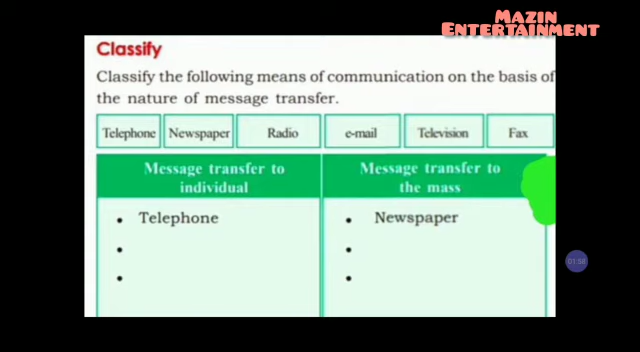 MAZIN
ENTERTAINMENT
Classify
Classify the following means of communication on the basis of
the nature of message transfer.
Telephone Newspaper Radio e-mail Television Fax
Message transfer to individual
Message transfer to the mass
• Telephone
• Newspaper
01:58